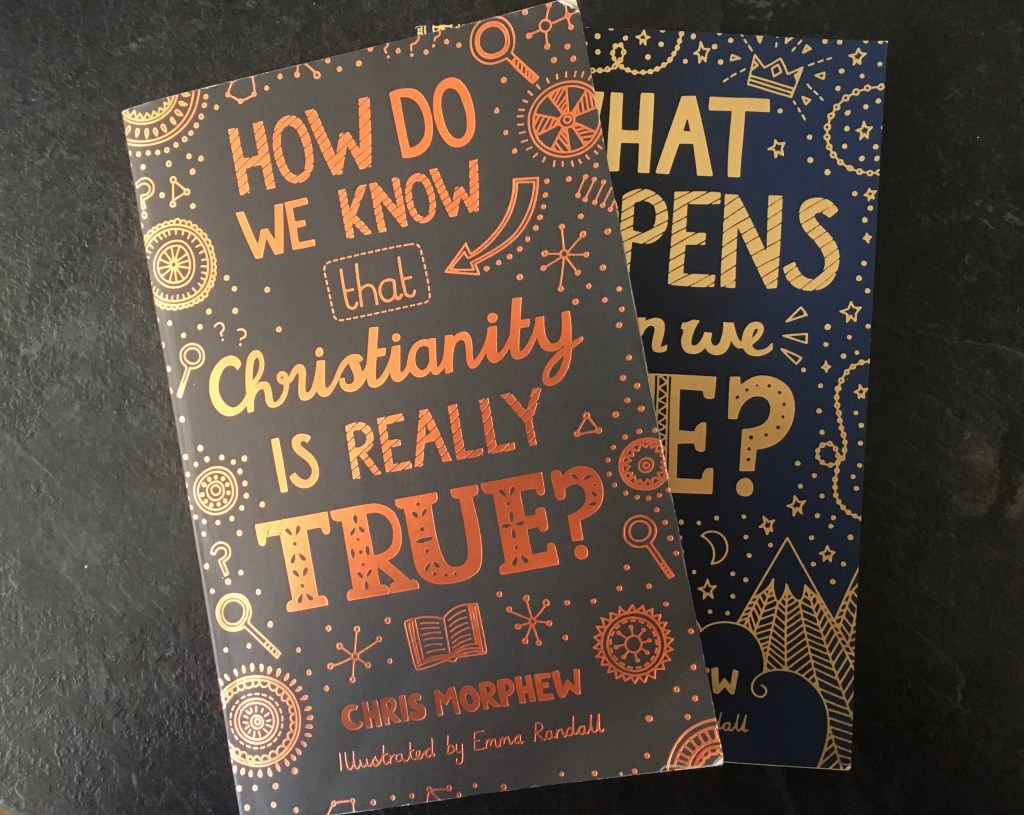 HOW DO
WE KNOW
that
Christianity
IS REALLY
TRUE?
CHRIS MORPHEW
Illustrated by Emma Randall
HAT
PENS
n we
E?
EW
dall